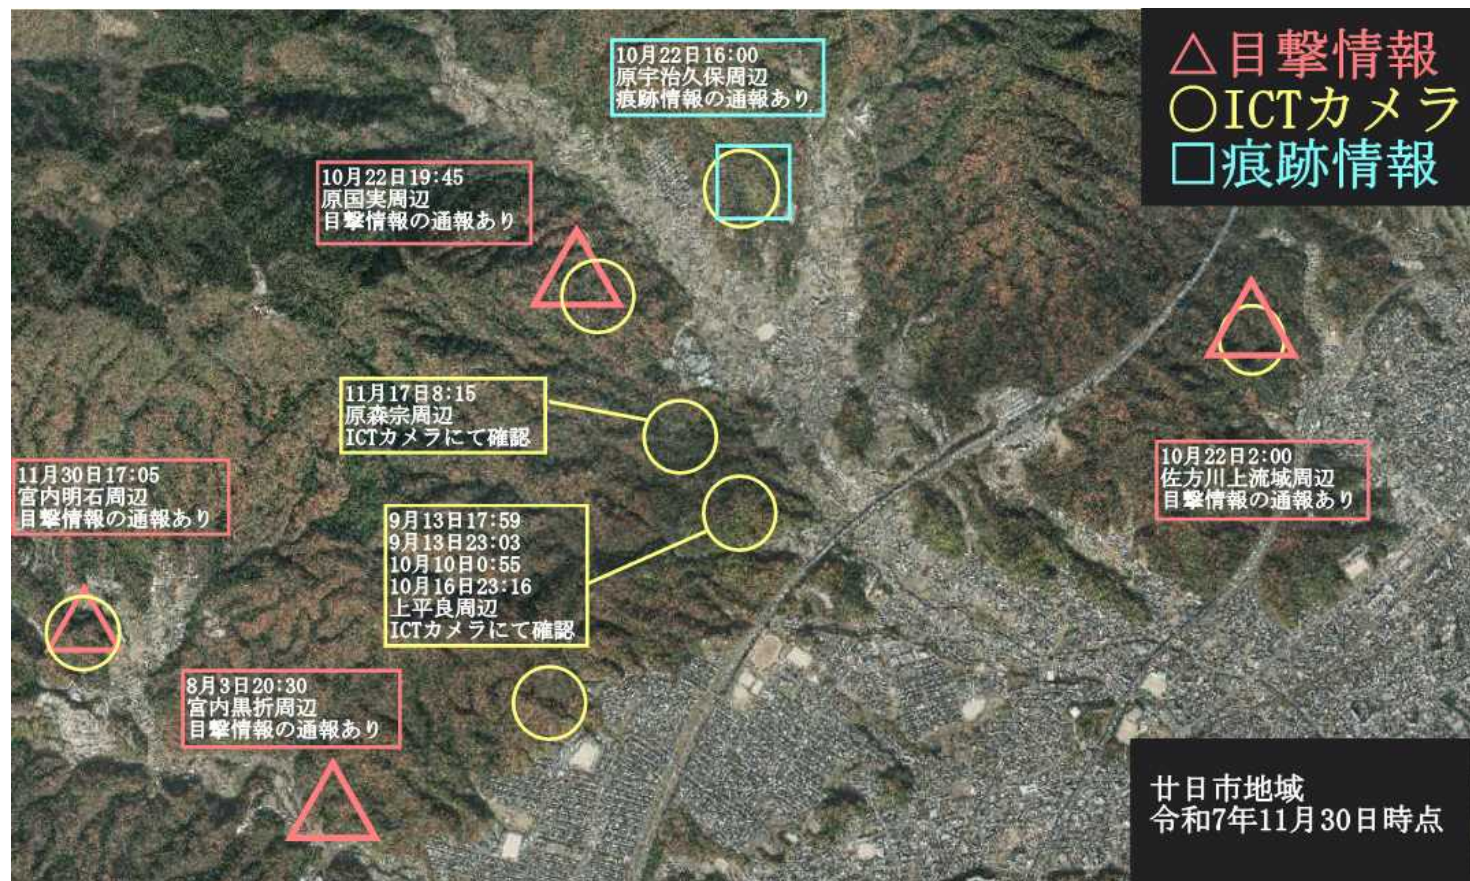 10月22日16:00
原宇治久保周辺
痕跡情報の通報あり
△目撃情報
○ICTカメラ
□痕跡情報
10月22日19:45
原国実周辺
目撃情報の通報あり
11月17日8:15
原森宗周辺
ICTカメラにて確認
10月22日2:00
佐方川上流域周辺
目撃情報の通報あり
11月30日17:05
宮内明石周辺
目撃情報の通報あり
9月13日17:59
9月13日23:03
10月10日0:55
10月16日23:16
上平良周辺
ICTカメラにて確認
8月3日20:30
宮内黒折周辺
目撃情報の通報あり
廿日市地域
令和7年11月30日時点